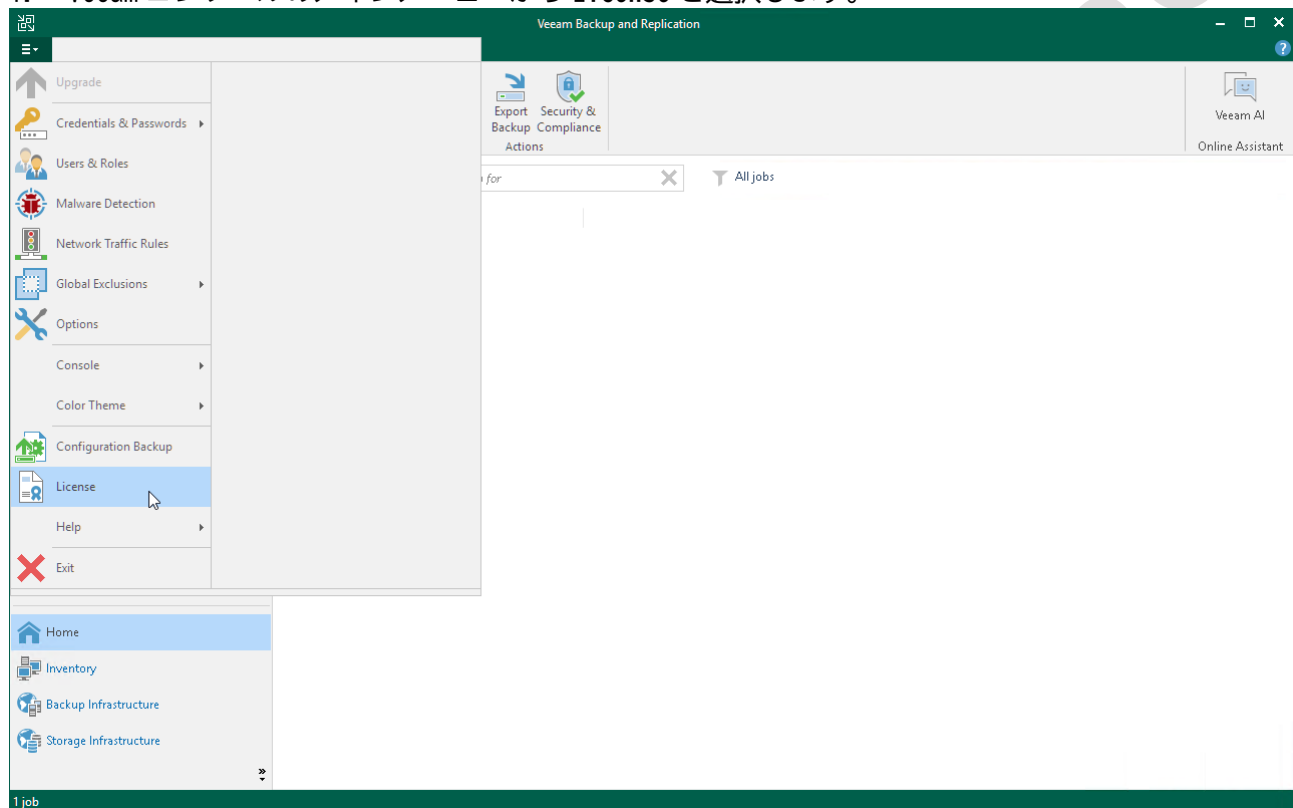 Veeam Backup and Replication
Upgrade
Credentials & Passwords
Users & Roles
Malware Detection
Network Traffic Rules
Global Exclusions
Options
Console
Color Theme
Configuration Backup
License
Help
Exit
Export Backup
Security & Compliance
Actions
Veeam AI
Online Assistant
for
All jobs
Home
Inventory
Backup Infrastructure
Storage Infrastructure
1 job